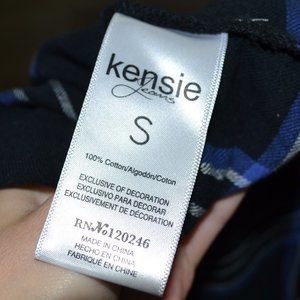 kensie
Jeans
S
100% Cotton/Algodón/Coton
EXCLUSIVE OF DECORATION
EXCLUSIVO PARA DECORAR
EXCLUSIVEMENT DE DÉCORATION
RN№120246
MADE IN CHINA
HECHO EN CHINA
FABRIQUÉ EN CHINE